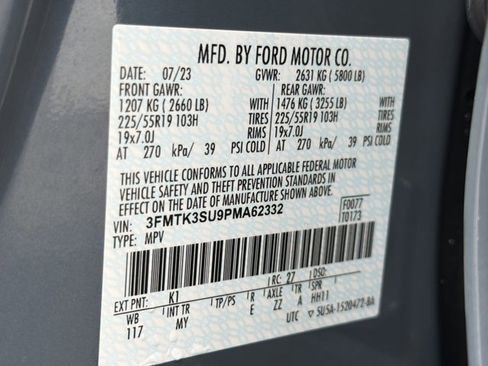 MFD. BY FORD MOTOR CO.
DATE: 07/23 GVWR: 2631 KG (5800 LB)
FRONT GAWR: REAR GAWR:
1207 KG (2660 LB) WITH 1476 KG (3255 LB) WITH
225/55R19 103H TIRES 225/55R19 103H TIRES
19x7.0J RIMS 19x7.0J RIMS
AT 270 kPa/ 39 PSI COLD AT 270 kPa/ 39 PSI COLD
THIS VEHICLE CONFORMS TO ALL APPLICABLE FEDERAL MOTOR
VEHICLE SAFETY AND THEFT PREVENTION STANDARDS IN
EFFECT ON THE DATE OF MANUFACTURE SHOWN ABOVE.
VIN: 3FMTK3SU9PMA62332 F0077
TYPE: MPV T0173
EXT PNT: K1 RC: 27 DSO:
WB INT TR TP/PS R AXLE TR SPR
117 MY E ZZ A HH11
UTC 5U5A-1520472-BA